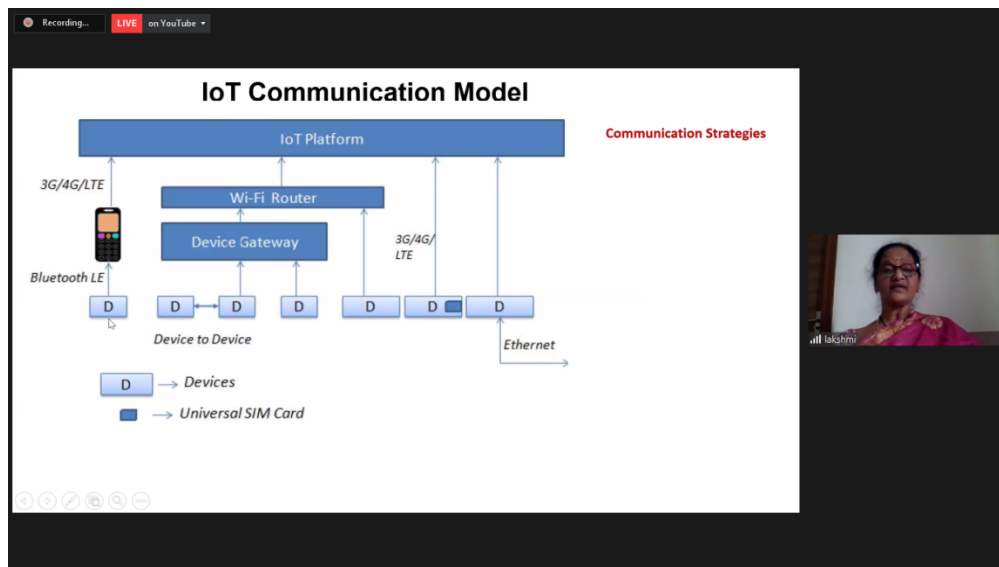 Recording...
LIVE on YouTube
IoT Communication Model
IoT Platform
Communication Strategies
3G/4G/LTE
Wi-Fi Router
Device Gateway
3G/4G/
LTE
Bluetooth LE
D D D D D D D
Device to Device
Ethernet
lakshmi
D Devices
Universal SIM Card